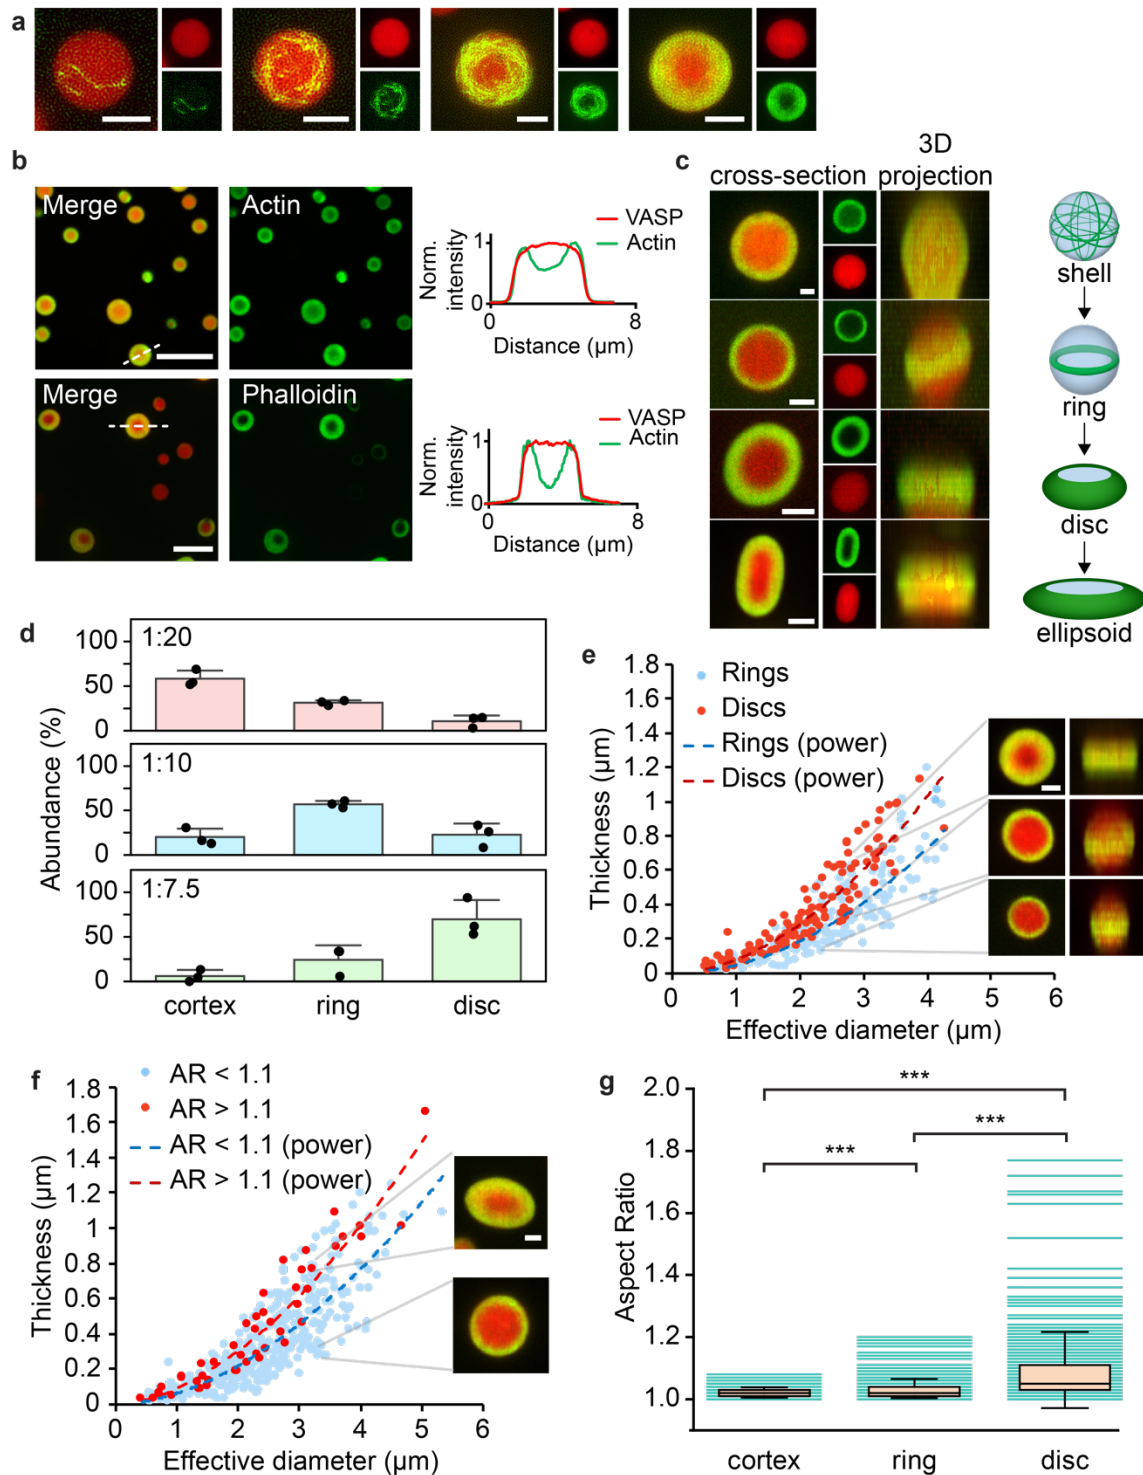 a
b
Merge
Actin
Norm.
intensity
1
0
VASP
Actin
0
8
Distance (µm)
Merge
Phalloidin
Norm.
intensity
1
0
VASP
Actin
0
8
Distance (µm)
c
cross-section
3D
projection
shell
ring
disc
ellipsoid
d
Abundance (%)
1:20
100
50
0
1:10
100
50
0
1:7.5
100
50
0
cortex
ring
disc
e
Thickness (µm)
1.8
1.6
1.4
1.2
1
0.8
0.6
0.4
0.2
0
Rings
Discs
Rings (power)
Discs (power)
0 1 2 3 4 5 6
Effective diameter (µm)
f
AR < 1.1
AR > 1.1
AR < 1.1 (power)
AR > 1.1 (power)
Thickness (µm)
1.8
1.6
1.4
1.2
1
0.8
0.6
0.4
0.2
0
0 1 2 3 4 5 6
Effective diameter (µm)
g
Aspect Ratio
2.0
1.8
1.6
1.4
1.2
1.0
***
***
***
cortex
ring
disc